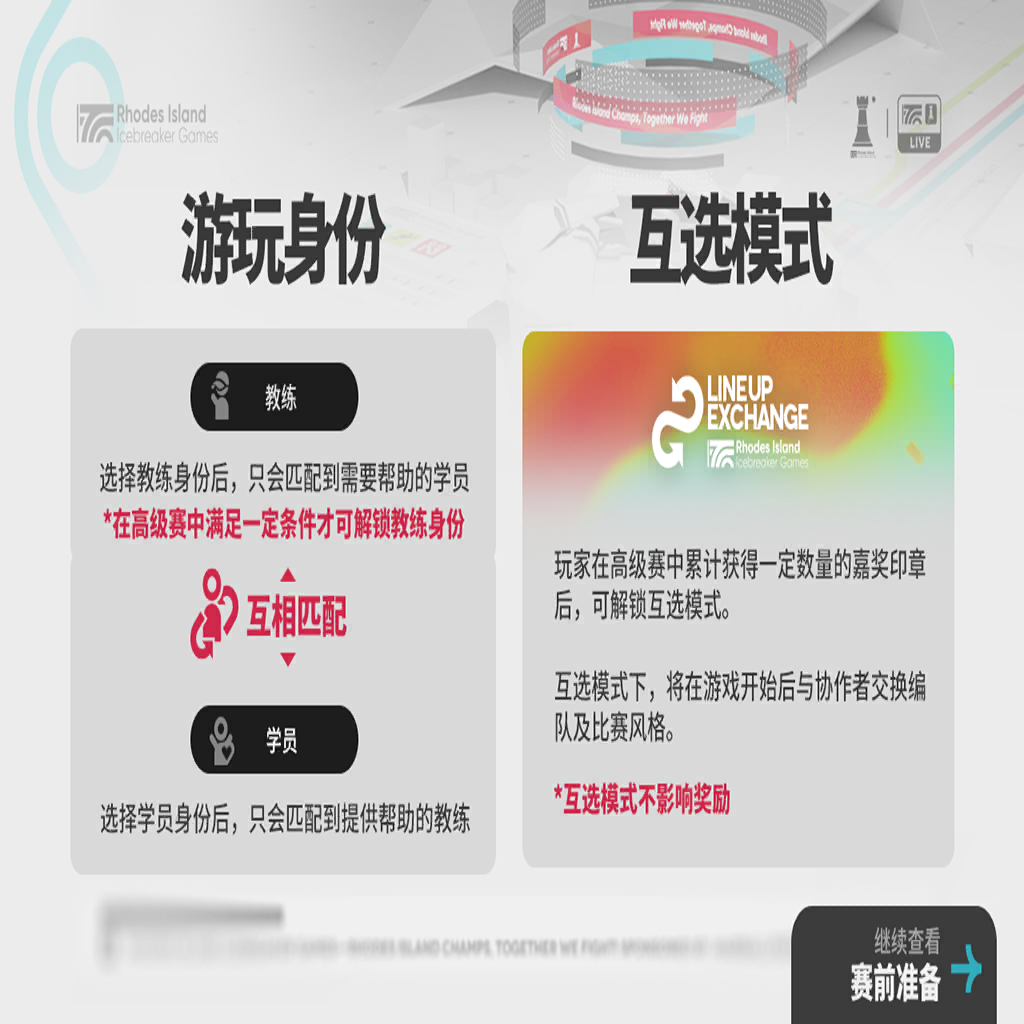 Rhodes Island Champs, Together We Fight
Rhodes Island Champs, Together We Fight
Rhodes Island
Icebreaker Games
LIVE
游玩身份
互选模式
教练
选择教练身份后，只会匹配到需要帮助的学员
*在高级赛中满足一定条件才可解锁教练身份
互相匹配
学员
选择学员身份后，只会匹配到提供帮助的教练
LINEUP
EXCHANGE
Rhodes Island
Icebreaker Games
玩家在高级赛中累计获得一定数量的嘉奖印章
后，可解锁互选模式。
互选模式下，将在游戏开始后与协作者交换编
队及比赛风格。
*互选模式不影响奖励
RHODES ISLAND CHAMPS, TOGETHER WE FIGHT
继续查看
赛前准备